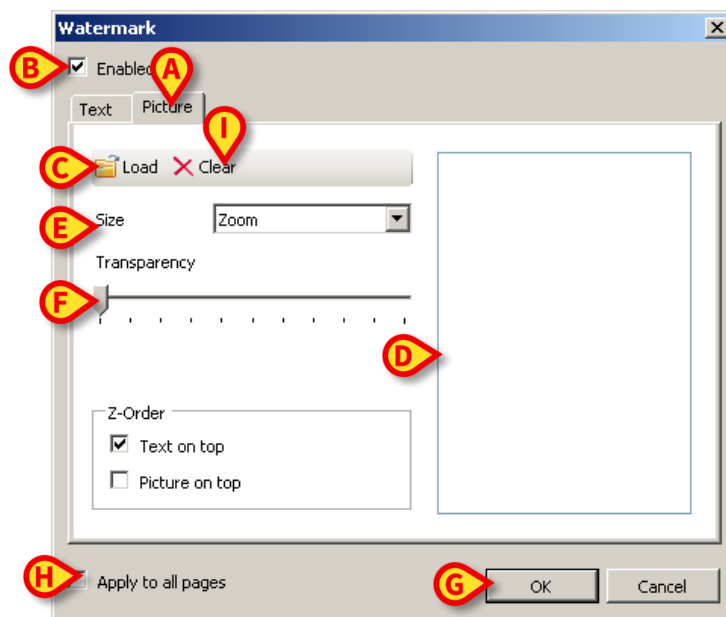 Watermark
B Enabled A
Text Picture
I
C Load Clear
E Size Zoom
Transparency
F
D
Z-Order
Text on top
Picture on top
H Apply to all pages G OK Cancel